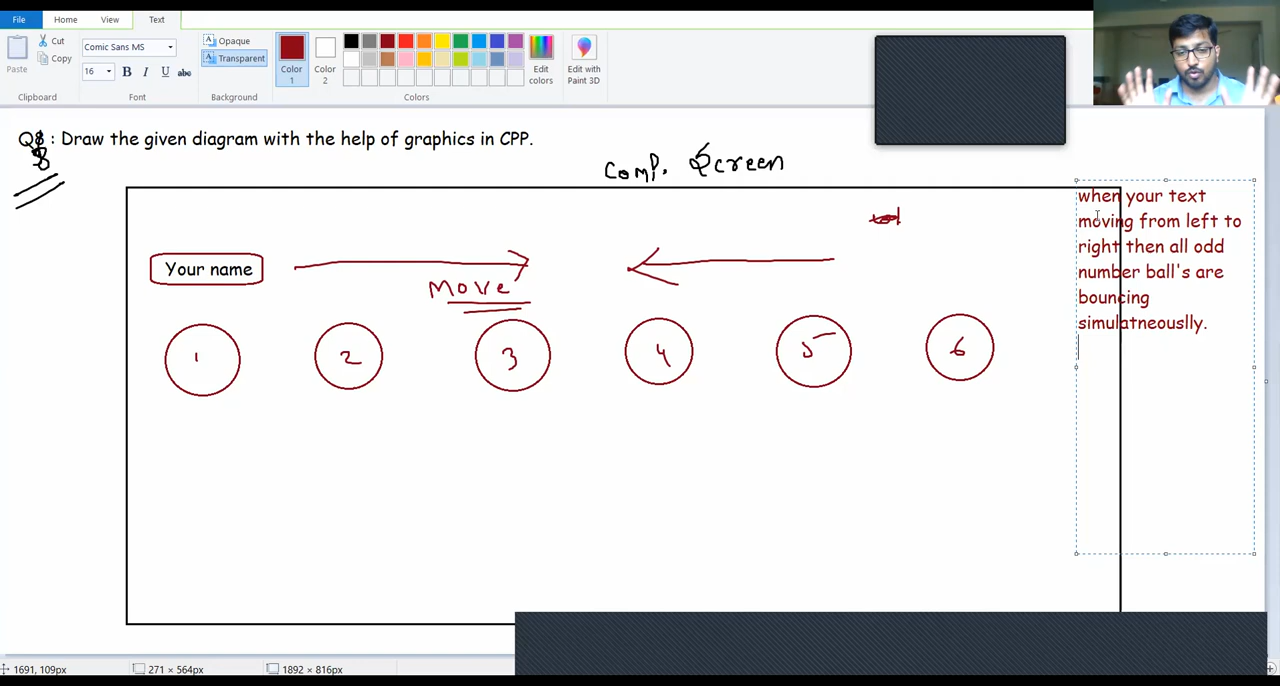 File Home View Text
Cut
Copy
Paste
Clipboard
Comic Sans MS
16 B I U abc
Font
Opaque
Transparent
Background
Color 1
Color 2
Colors
Edit colors
Edit with Paint 3D
Q8 : Draw the given diagram with the help of graphics in CPP.
8
Comp. Screen
Your name
Move
1 2 3 4 5 6
when your text
moving from left to
right then all odd
number ball's are
bouncing
simulatneouslly.
1691, 109px 271 × 564px 1892 × 816px